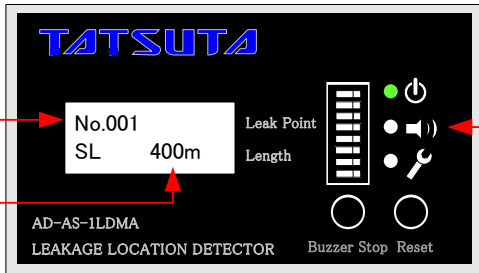 TATSUTA
No.001
SL 400m
Leak Point
Length
AD-AS-1LDMA
LEAKAGE LOCATION DETECTOR
Buzzer Stop Reset